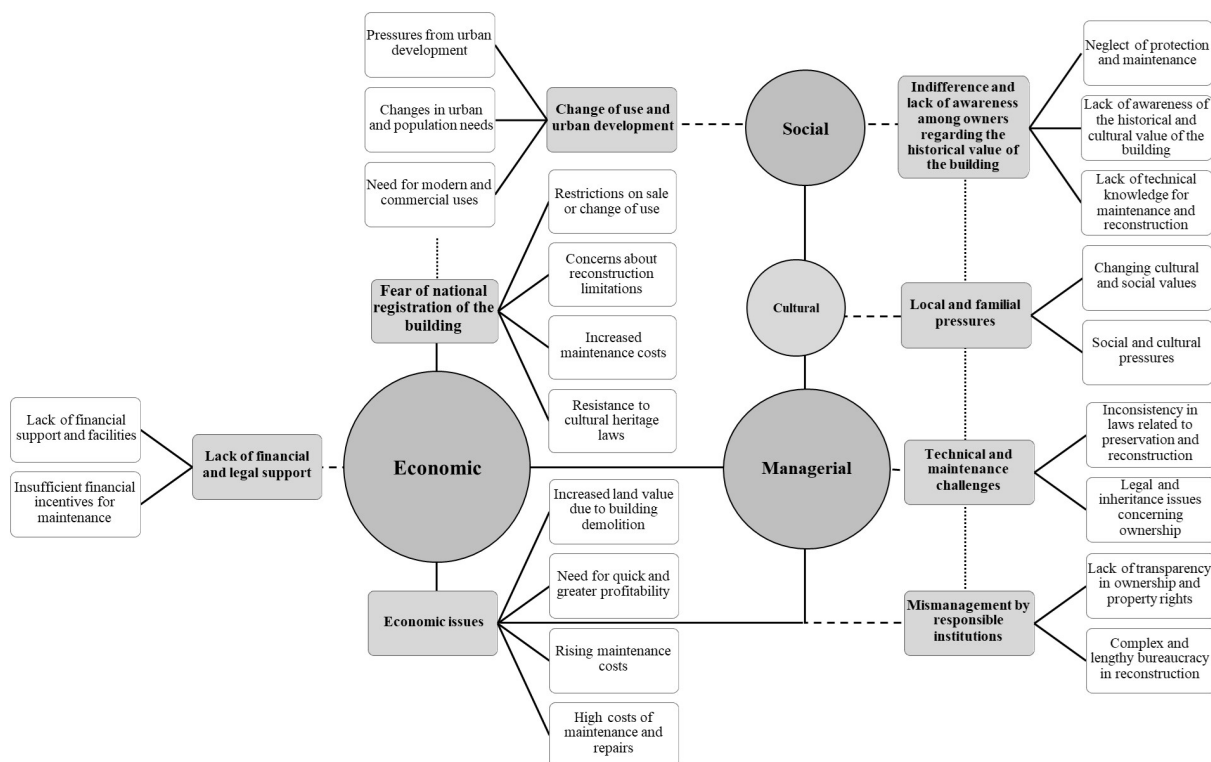 Pressures from urban
development
Changes in urban
and population needs
Need for modern and
commercial uses
Change of use and
urban development
Social
Indifference and
lack of awareness
among owners
regarding the
historical value of
the building
Neglect of protection
and maintenance
Lack of awareness of
the historical and
cultural value of the
building
Lack of technical
knowledge for
maintenance and
reconstruction
Restrictions on sale
or change of use
Concerns about
reconstruction
limitations
Increased
maintenance costs
Resistance to
cultural heritage
laws
Fear of national
registration of the
building
Cultural
Local and familial
pressures
Changing cultural
and social values
Social and cultural
pressures
Lack of financial
support and facilities
Insufficient financial
incentives for
maintenance
Lack of financial
and legal support
Economic
Managerial
Technical and
maintenance
challenges
Inconsistency in
laws related to
preservation and
reconstruction
Legal and
inheritance issues
concerning
ownership
Increased land value
due to building
demolition
Need for quick and
greater profitability
Rising maintenance
costs
High costs of
maintenance and
repairs
Economic issues
Mismanagement by
responsible
institutions
Lack of transparency
in ownership and
property rights
Complex and
lengthy bureaucracy
in reconstruction